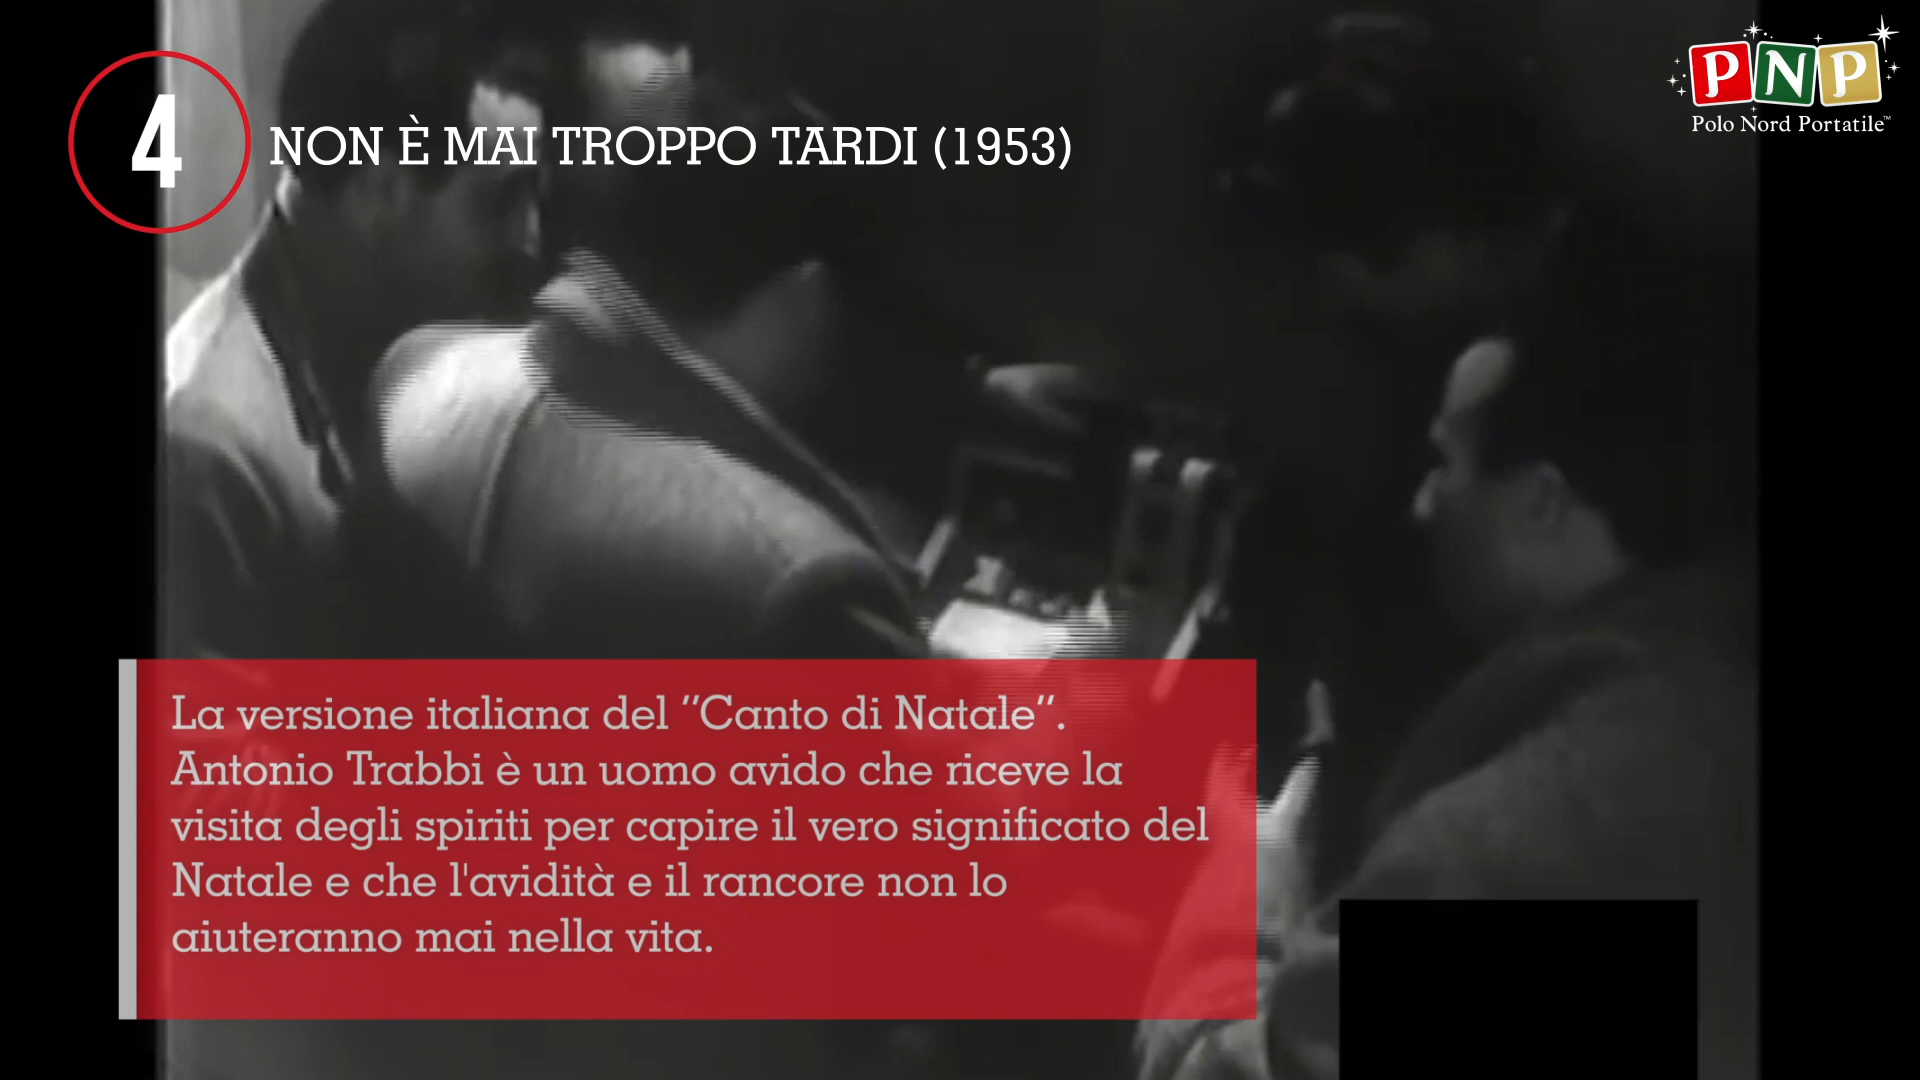 4
NON È MAI TROPPO TARDI (1953)
PNP
Polo Nord Portatile™
La versione italiana del "Canto di Natale".
Antonio Trabbi è un uomo avido che riceve la
visita degli spiriti per capire il vero significato del
Natale e che l'avidità e il rancore non lo
aiuteranno mai nella vita.